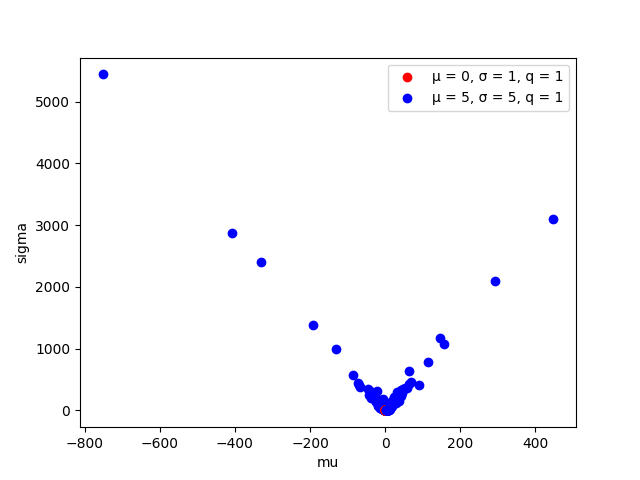 μ = 0, σ = 1, q = 1
μ = 5, σ = 5, q = 1
5000
4000
3000
2000
1000
0
sigma
−800 −600 −400 −200 0 200 400
mu